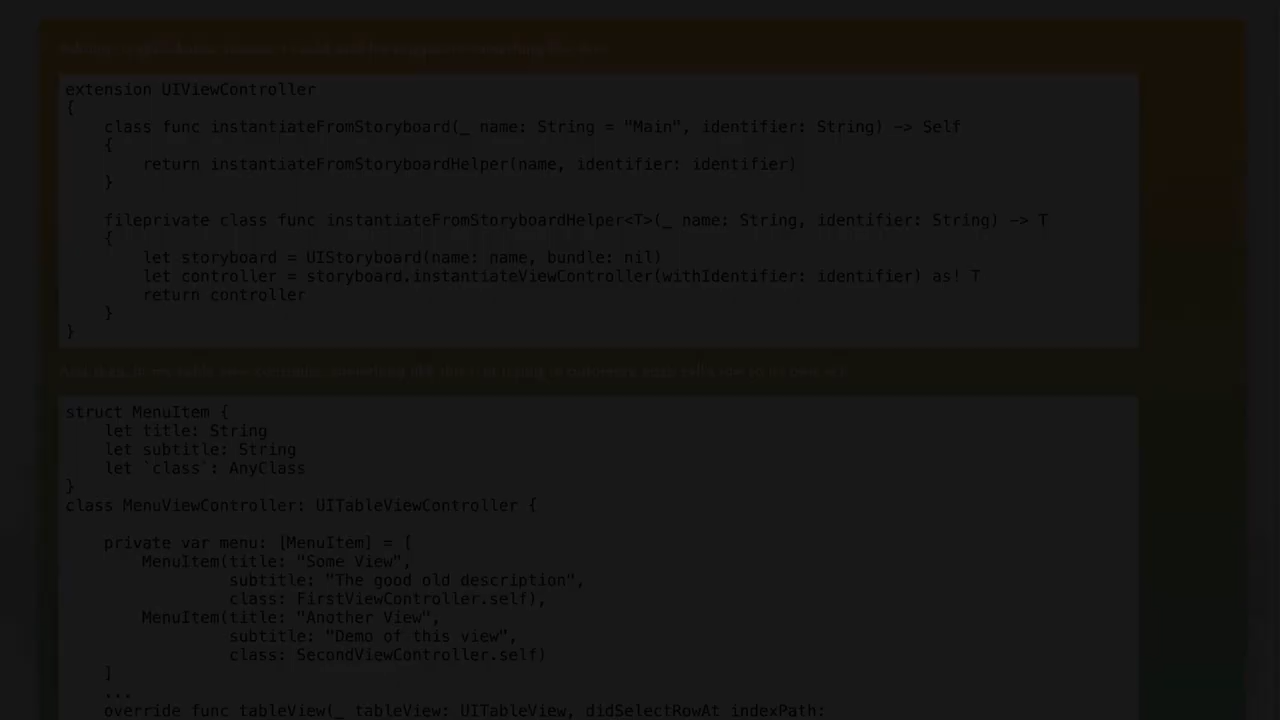 extension UIViewController
{
    class func instantiateFromStoryboard(_ name: String = "Main", identifier: String) -> Self
    {
        return instantiateFromStoryboardHelper(name, identifier: identifier)
    }

    fileprivate class func instantiateFromStoryboardHelper<T>(_ name: String, identifier: String) -> T
    {
        let storyboard = UIStoryboard(name: name, bundle: nil)
        let controller = storyboard.instantiateViewController(withIdentifier: identifier) as! T
        return controller
    }
}
struct MenuItem {
    let title: String
    let subtitle: String
    let `class`: AnyClass
}
class MenuViewController: UITableViewController {

    private var menu: [MenuItem] = [
        MenuItem(title: "Some View",
                 subtitle: "The good old description",
                 class: FirstViewController.self),
        MenuItem(title: "Another View",
                 subtitle: "Demo of this view",
                 class: SecondViewController.self)
    ]
    ...
    override func tableView(_ tableView: UITableView, didSelectRowAt indexPath: